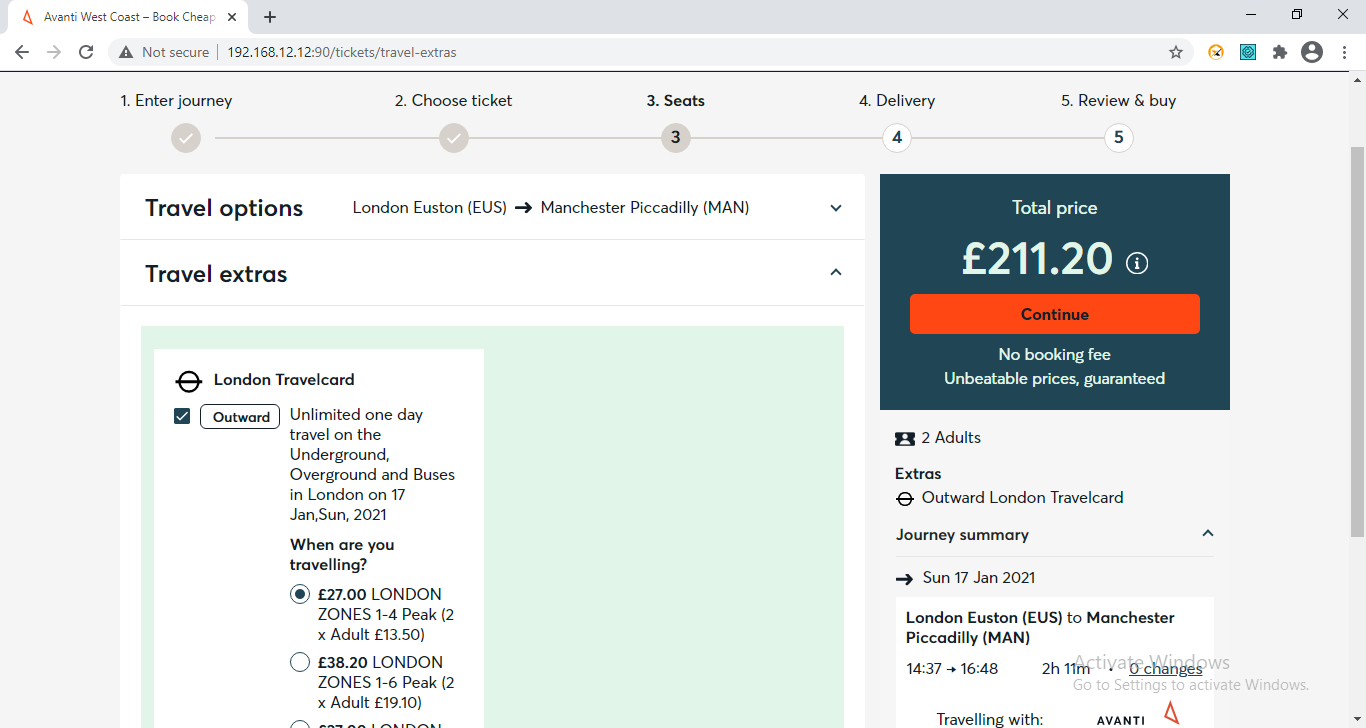 Avanti West Coast – Book Cheap
Not secure
192.168.12.12:90/tickets/travel-extras
1. Enter journey
2. Choose ticket
3. Seats
4. Delivery
5. Review & buy
3
4
5
Travel options
London Euston (EUS) → Manchester Piccadilly (MAN)
Travel extras
London Travelcard
Outward
Unlimited one day
travel on the
Underground,
Overground and Buses
in London on 17
Jan,Sun, 2021
When are you
travelling?
£27.00 LONDON
ZONES 1-4 Peak (2
x Adult £13.50)
£38.20 LONDON
ZONES 1-6 Peak (2
x Adult £19.10)
Total price
£211.20
Continue
No booking fee
Unbeatable prices, guaranteed
2 Adults
Extras
Outward London Travelcard
Journey summary
→ Sun 17 Jan 2021
London Euston (EUS) to Manchester
Piccadilly (MAN)
14:37 → 16:48 2h 11m · 0 changes
Travelling with: AVANTI
Activate Windows
Go to Settings to activate Windows.